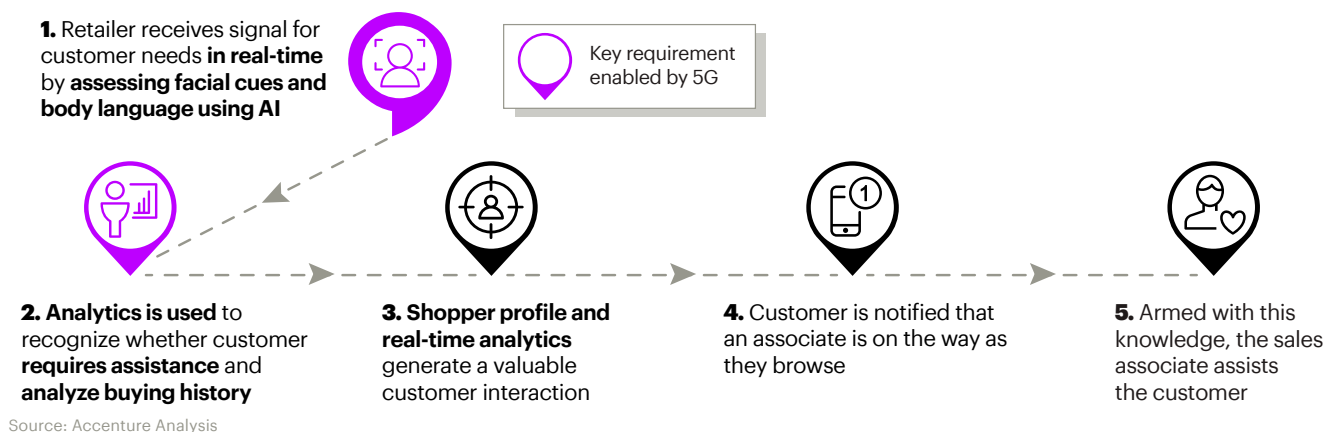 1. Retailer receives signal for
customer needs in real-time
by assessing facial cues and
body language using AI
Key requirement
enabled by 5G
1
2. Analytics is used to
recognize whether customer
requires assistance and
analyze buying history
3. Shopper profile and
real-time analytics
generate a valuable
customer interaction
4. Customer is notified that
an associate is on the way as
they browse
5. Armed with this
knowledge, the sales
associate assists
the customer
Source: Accenture Analysis